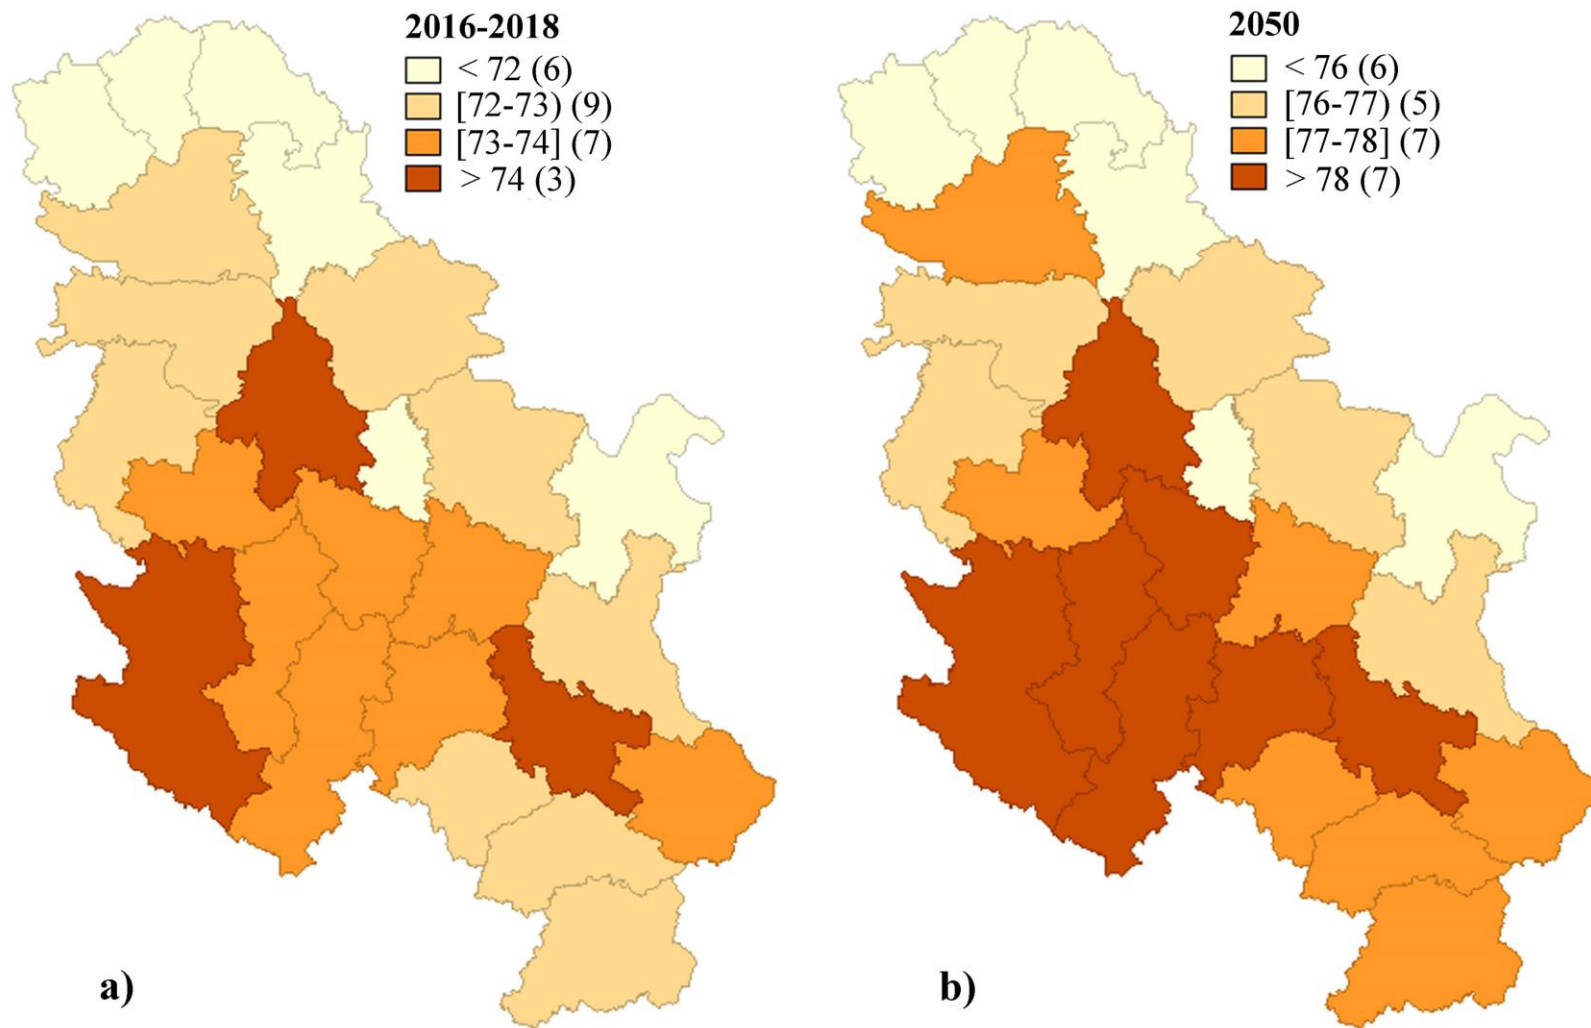 2016-2018
< 72 (6)
[72-73) (9)
[73-74] (7)
> 74 (3)
2050
< 76 (6)
[76-77) (5)
[77-78] (7)
> 78 (7)
a)
b)